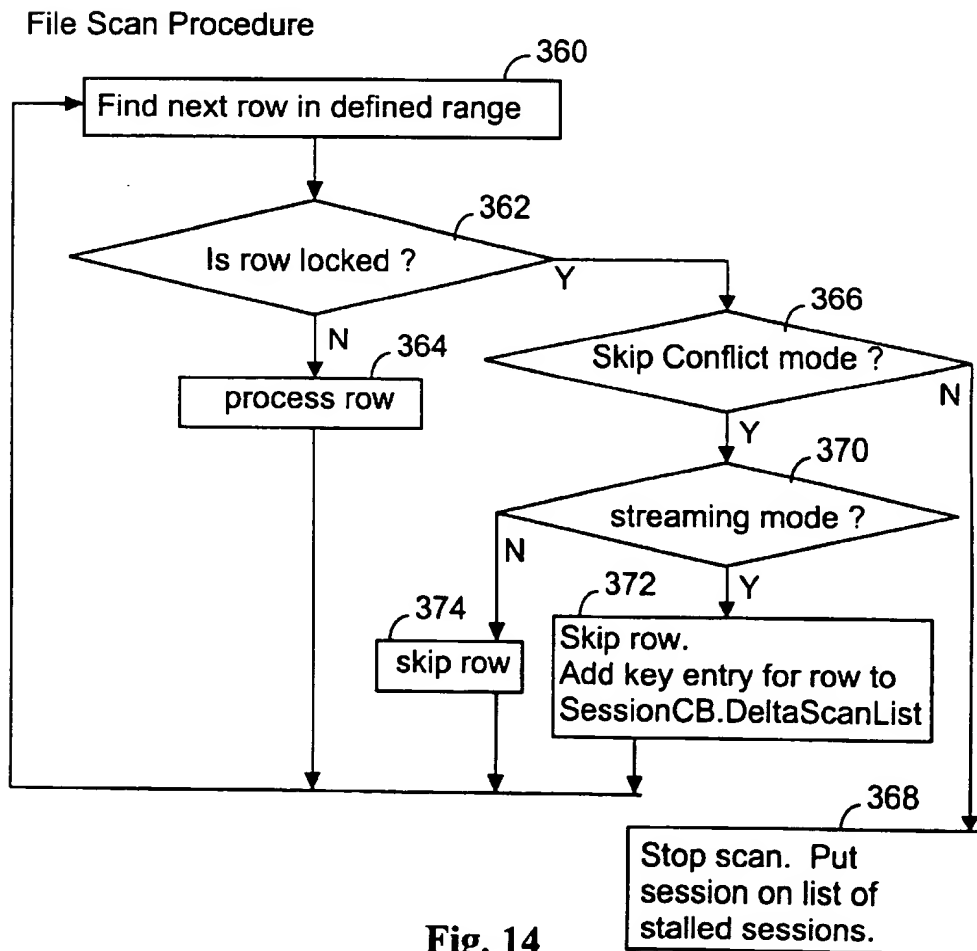 File Scan Procedure
360
Find next row in defined range
362
Is row locked ?
Y
N
366
Skip Conflict mode ?
N
Y
364
process row
370
streaming mode ?
N
Y
372
Skip row.
Add key entry for row to
SessionCB.DeltaScanList
374
skip row
368
Stop scan. Put
session on list of
stalled sessions.
Fig. 14